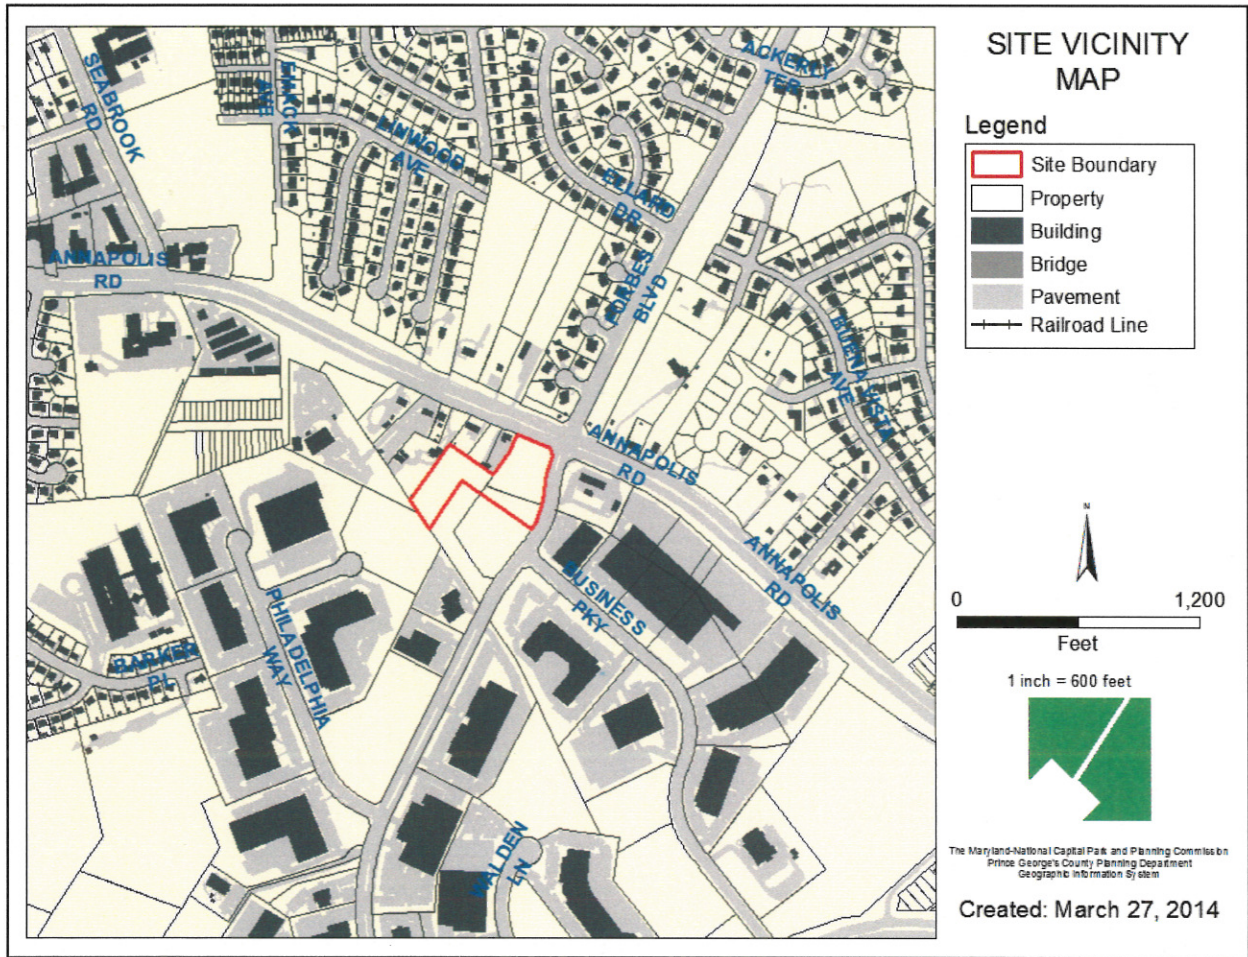 SITE VICINITY
MAP
Legend
Site Boundary
Property
Building
Bridge
Pavement
Railroad Line
SEABROOK
RD
LINWOOD
AVE
ACKERLY
TER
ELLARD
DR
FORBES
BLVD
BUENA VISTA
AVE
ANNAPOLIS
RD
ANNAPOLIS
RD
ANNAPOLIS
RD
BUSINESS
PKY
PHILADELPHIA
WAY
BARKER
PL
WALDEN
LN
AVE
N
0 1,200
Feet
1 inch = 600 feet
The Maryland-National Capital Park and Planning Commission
Prince George's County Planning Department
Geographic Information System
Created: March 27, 2014